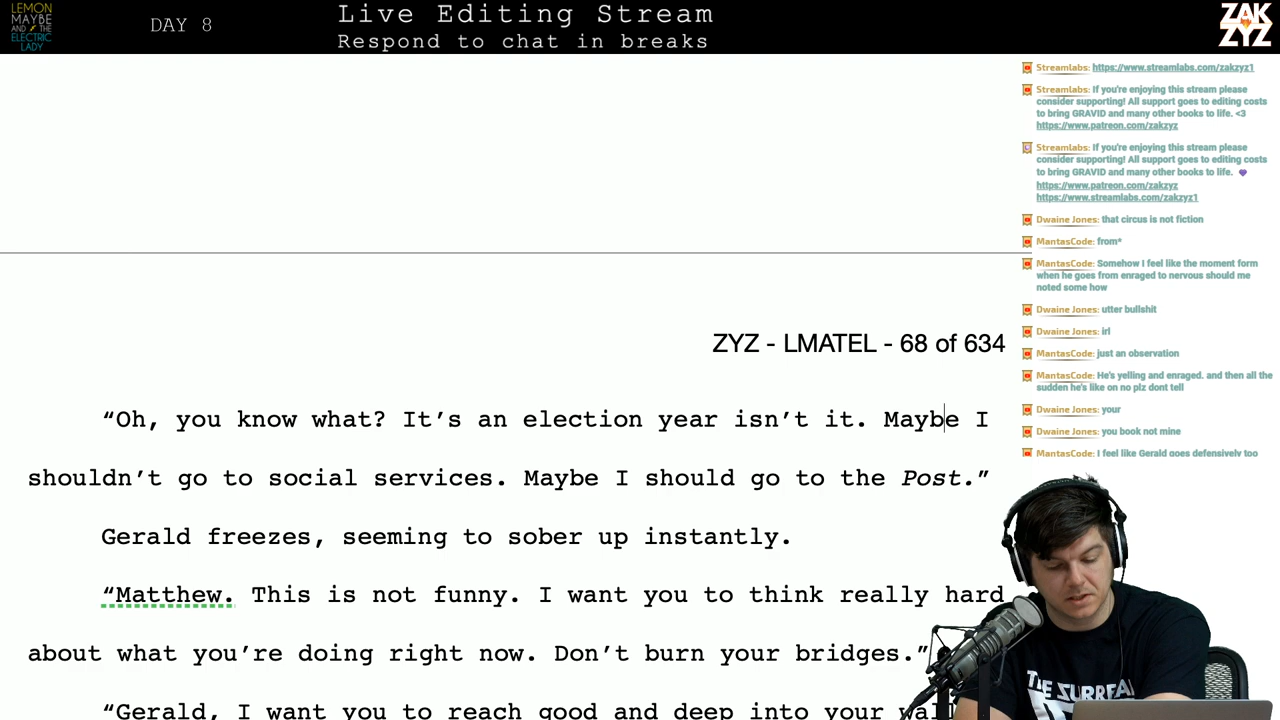 LEMON
MAYBE
AND THE
ELECTRIC
LADY
DAY 8
Live Editing Stream
Respond to chat in breaks
ZAK
ZYZ
ZYZ - LMATEL - 68 of 634
“Oh, you know what? It’s an election year isn’t it. Maybe I
shouldn’t go to social services. Maybe I should go to the Post.”
Gerald freezes, seeming to sober up instantly.
“Matthew. This is not funny. I want you to think really hard
about what you’re doing right now. Don’t burn your bridges.”
“Gerald, I want you to reach good and deep into your
Streamlabs: https://www.streamlabs.com/zakzyz1
Streamlabs: If you're enjoying this stream please
consider supporting! All support goes to editing costs
to bring GRAVID and many other books to life. <3
https://www.patreon.com/zakzyz
Streamlabs: If you're enjoying this stream please
consider supporting! All support goes to editing costs
to bring GRAVID and many other books to life. 💜
https://www.patreon.com/zakzyz
https://www.streamlabs.com/zakzyz1
Dwaine Jones: that circus is not fiction
MantasCode: from*
MantasCode: Somehow I feel like the moment form
when he goes from enraged to nervous should me
noted some how
Dwaine Jones: utter bullshit
Dwaine Jones: irl
MantasCode: just an observation
MantasCode: He's yelling and enraged. and then all the
sudden he's like on no plz dont tell
Dwaine Jones: your
Dwaine Jones: you book not mine
MantasCode: I feel like Gerald goes defensively too
THE SURREAL